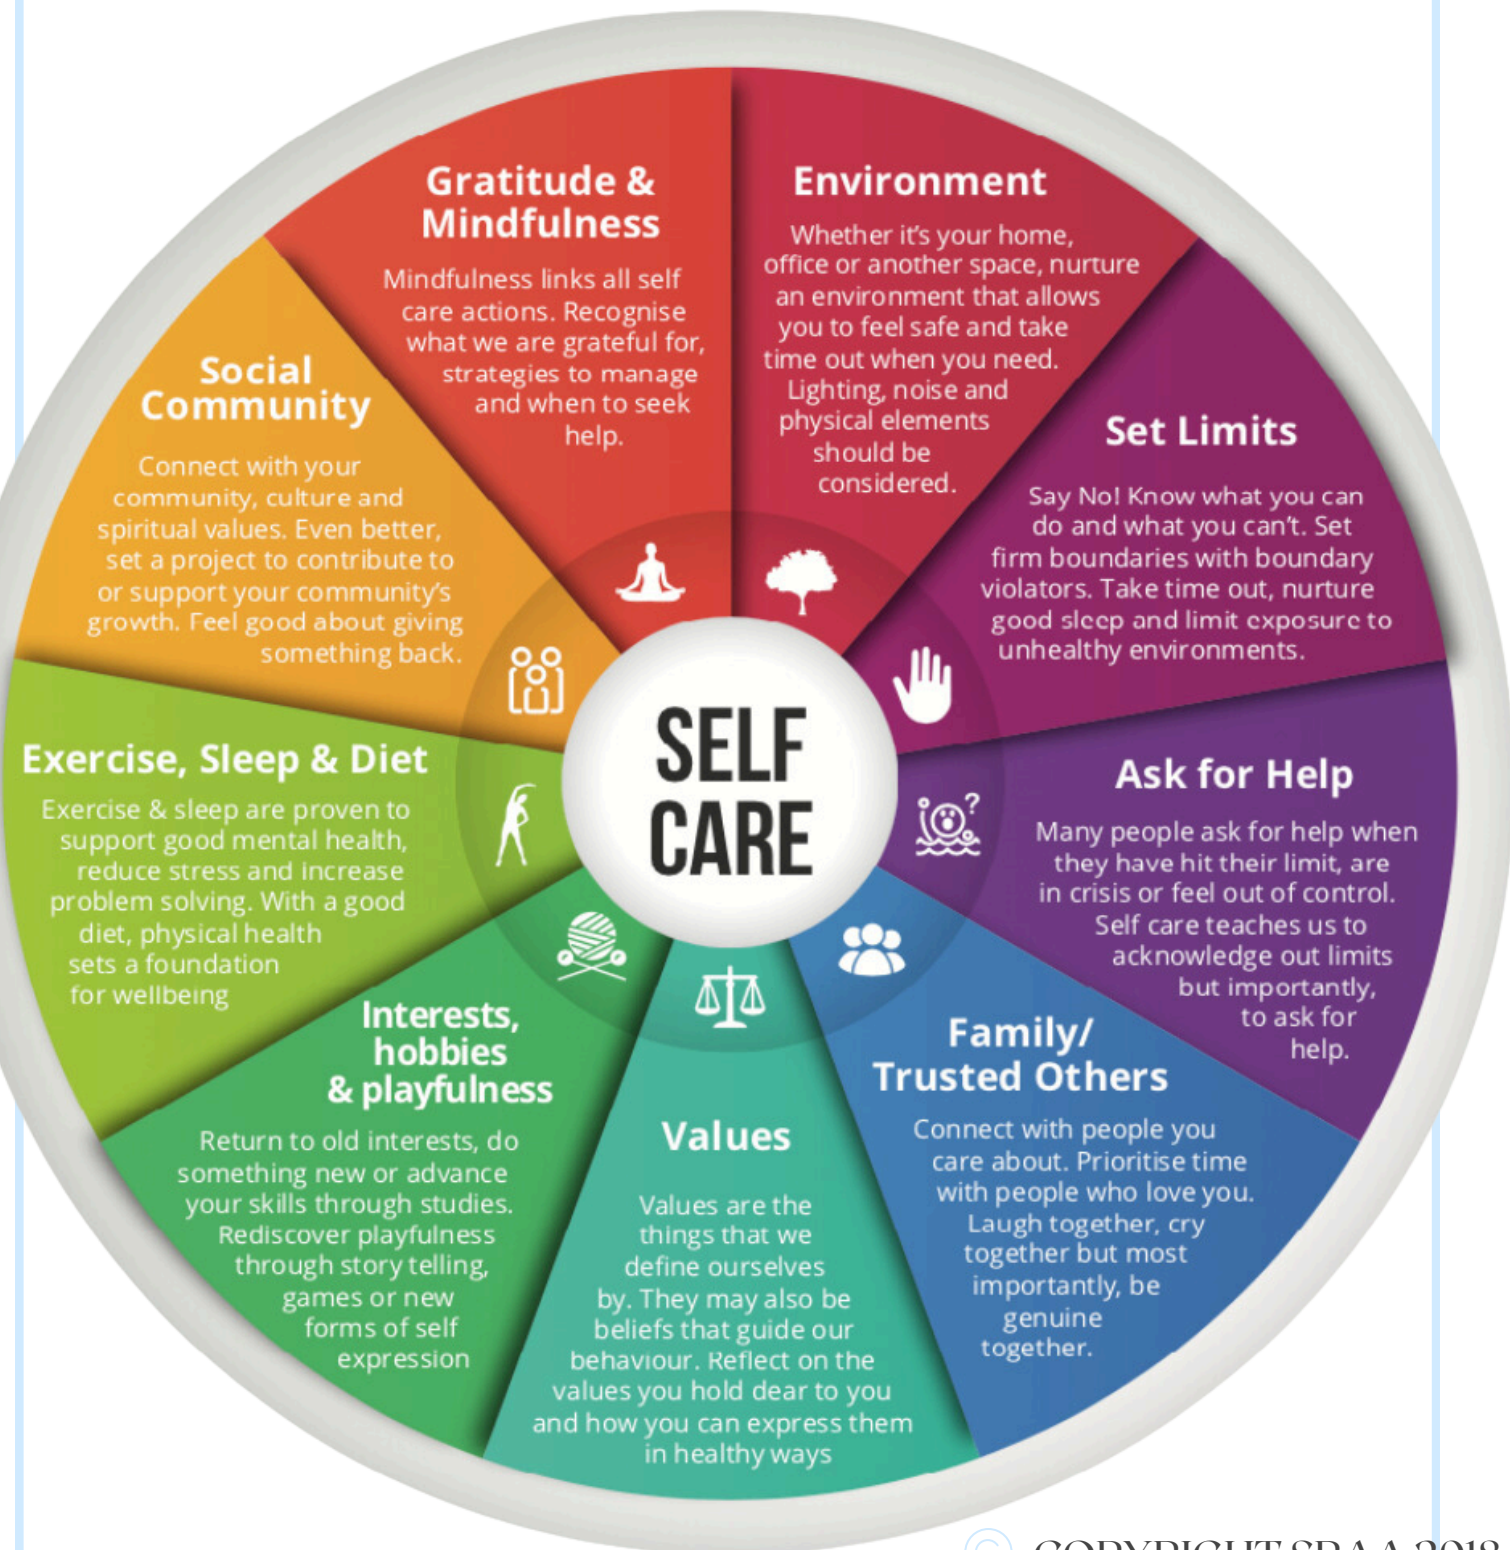 Gratitude &
Mindfulness
Mindfulness links all self
care actions. Recognise
what we are grateful for,
strategies to manage
and when to seek
help.
Environment
Whether it's your home,
office or another space, nurture
an environment that allows
you to feel safe and take
time out when you need.
Lighting, noise and
physical elements
should be
considered.
Set Limits
Say No! Know what you can
do and what you can't. Set
firm boundaries with boundary
violators. Take time out, nurture
good sleep and limit exposure to
unhealthy environments.
Ask for Help
Many people ask for help when
they have hit their limit, are
in crisis or feel out of control.
Self care teaches us to
acknowledge out limits
but importantly,
to ask for
help.
Family/
Trusted Others
Connect with people you
care about. Prioritise time
with people who love you.
Laugh together, cry
together but most
importantly, be
genuine
together.
Values
Values are the
things that we
define ourselves
by. They may also be
beliefs that guide our
behaviour. Reflect on the
values you hold dear to you
and how you can express them
in healthy ways
Interests,
hobbies
& playfulness
Return to old interests, do
something new or advance
your skills through studies.
Rediscover playfulness
through story telling,
games or new
forms of self
expression
Exercise, Sleep & Diet
Exercise & sleep are proven to
support good mental health,
reduce stress and increase
problem solving. With a good
diet, physical health
sets a foundation
for wellbeing
Social
Community
Connect with your
community, culture and
spiritual values. Even better,
set a project to contribute to
or support your community's
growth. Feel good about giving
something back.
SELF
CARE
?
© COPYRIGHT SBAA 2018